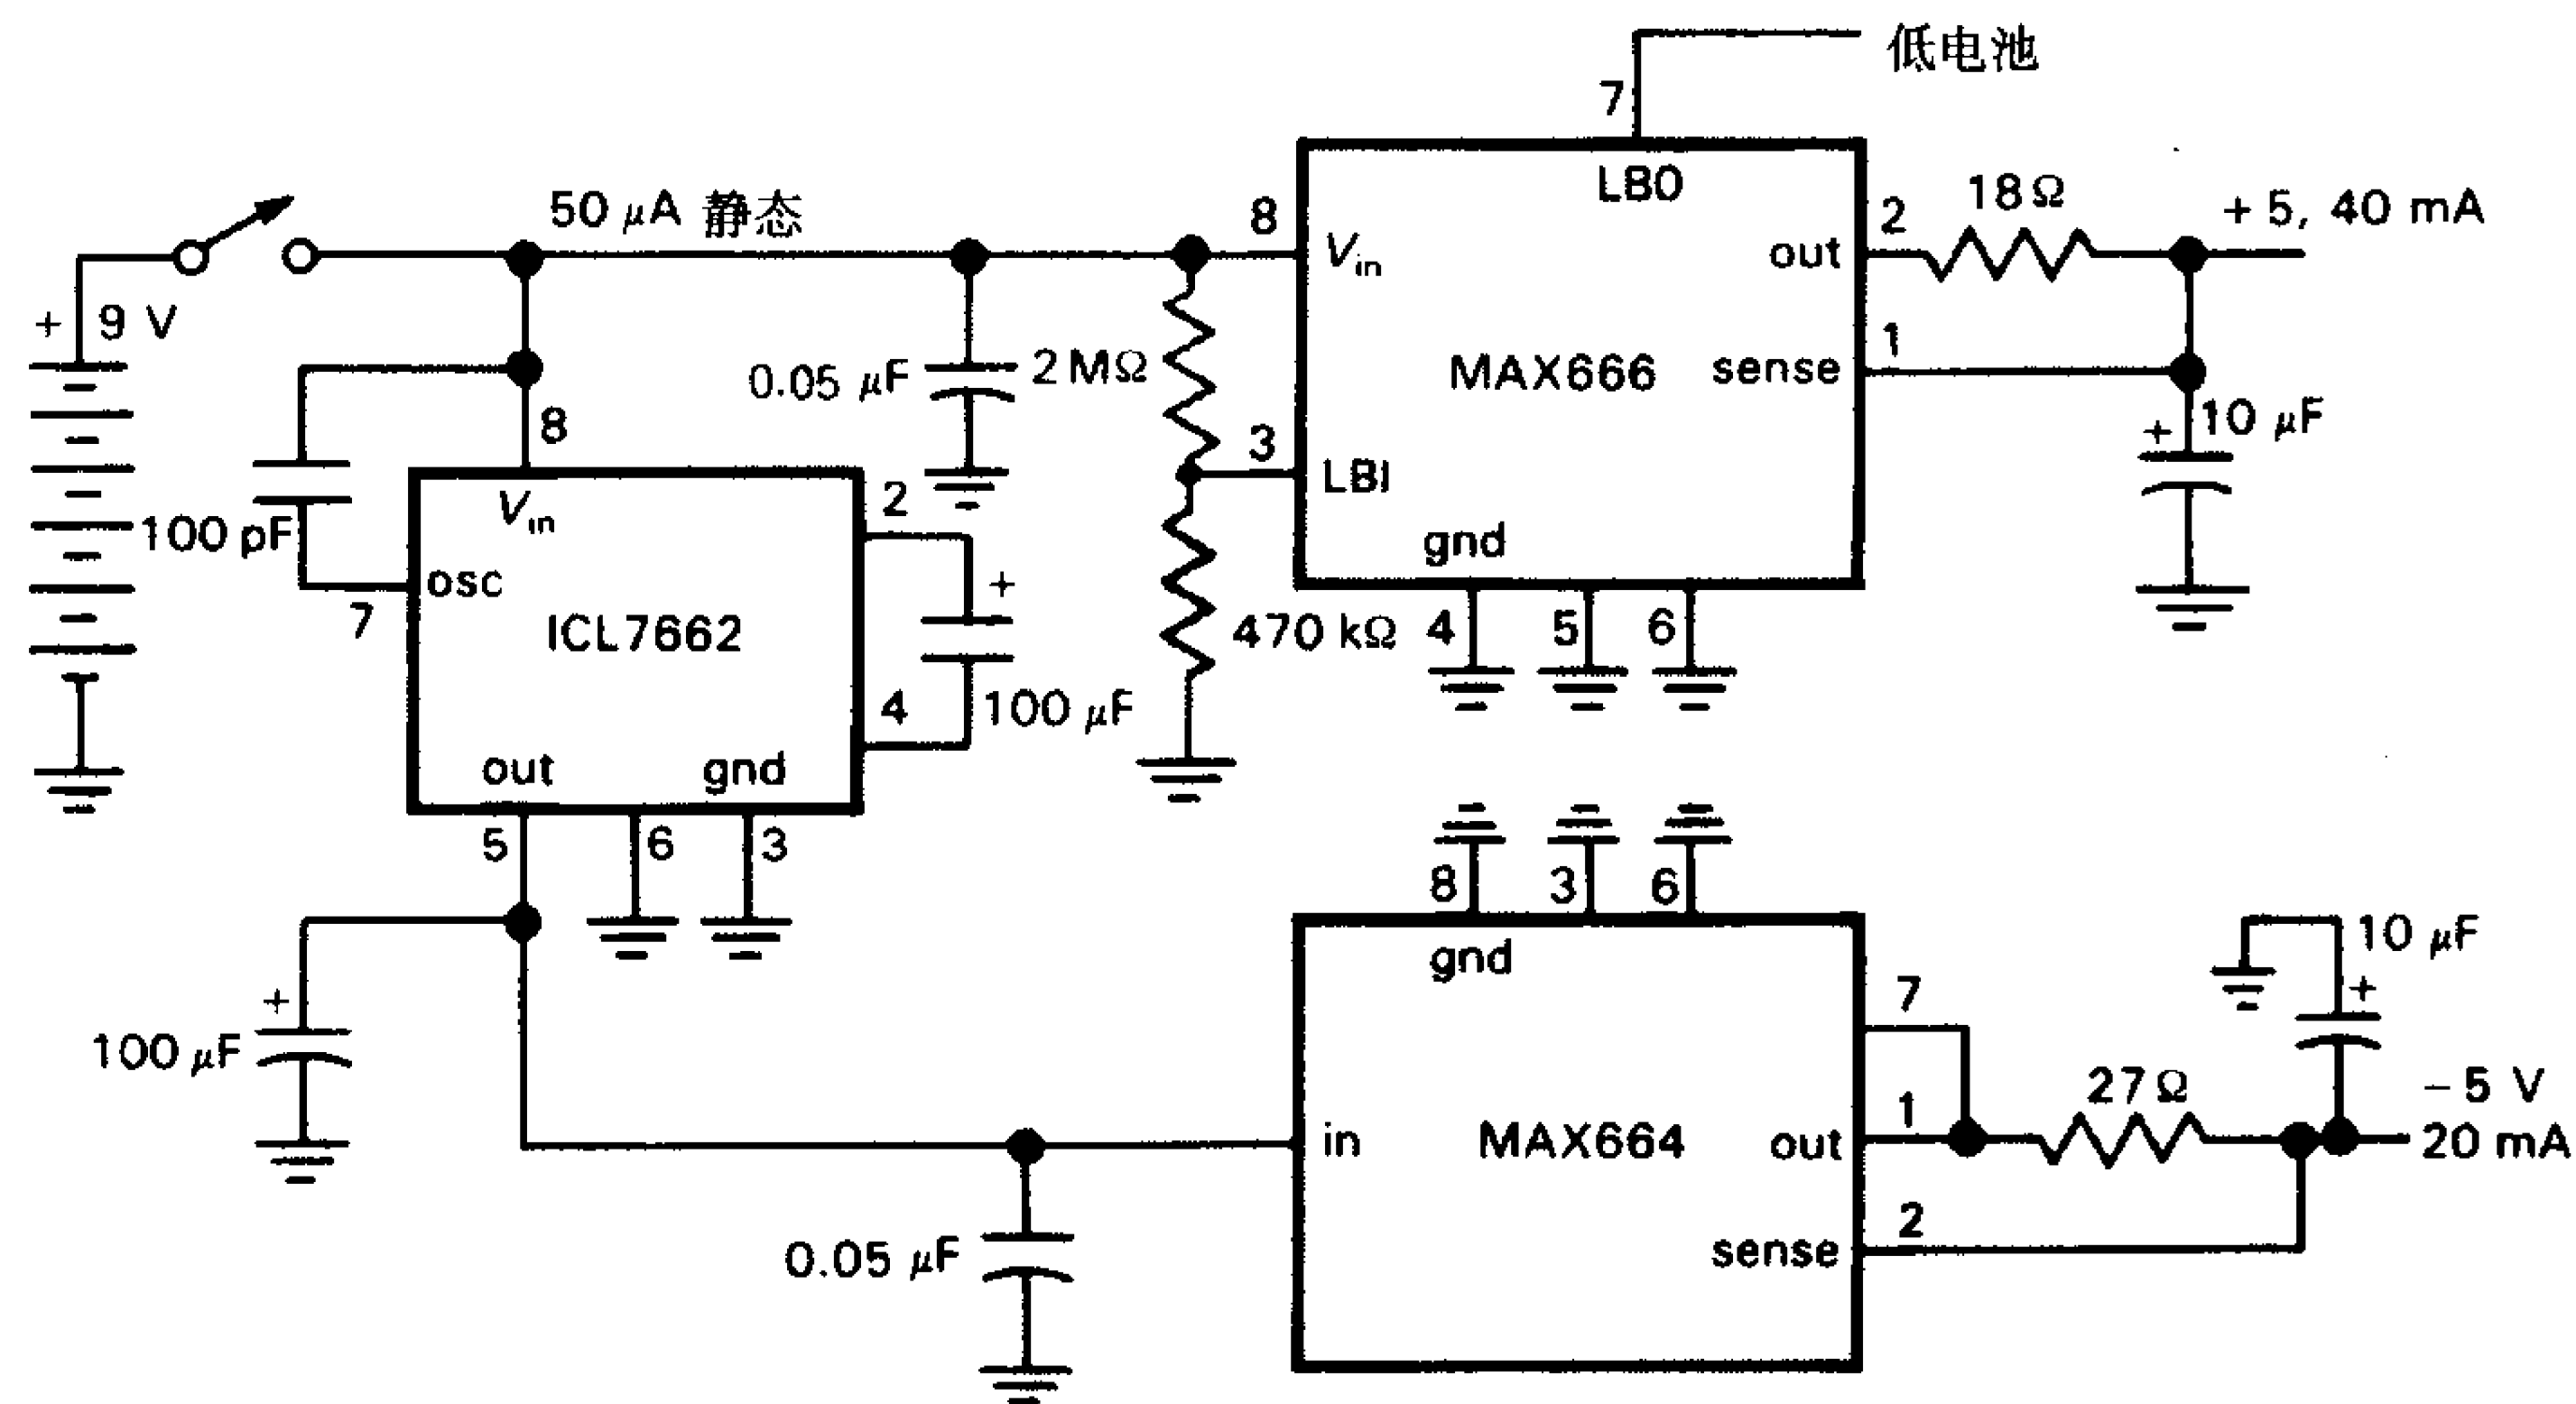 低电池
7
50 μA 静态
8
V_in
LBO
2
18Ω
+5, 40 mA
out
+ 9 V
0.05 μF
2 MΩ
MAX666
1
sense
8
3
LBI
+ 10 μF
100 pF
V_in
2
gnd
osc
7
ICL7662
+
470 kΩ
4
5
6
4
100 μF
out
gnd
5
6
3
8
3
6
gnd
10 μF
+
7
+
100 μF
27Ω
-5 V
1
in
MAX664
out
20 mA
2
0.05 μF
sense